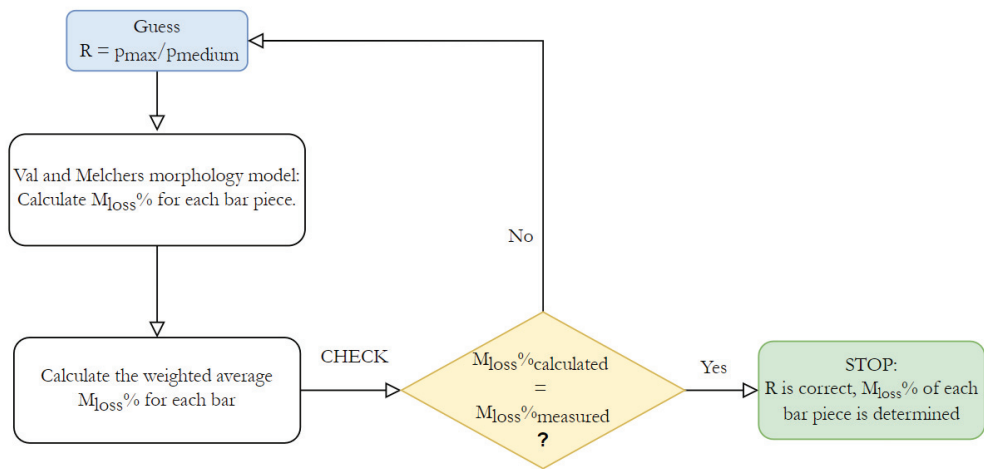 Guess
R = pmax/pmedium
Val and Melchers morphology model:
Calculate Mloss% for each bar piece.
No
Calculate the weighted average
Mloss% for each bar
CHECK
Mloss%calculated
=
Mloss%measured
?
Yes
STOP:
R is correct, Mloss% of each
bar piece is determined